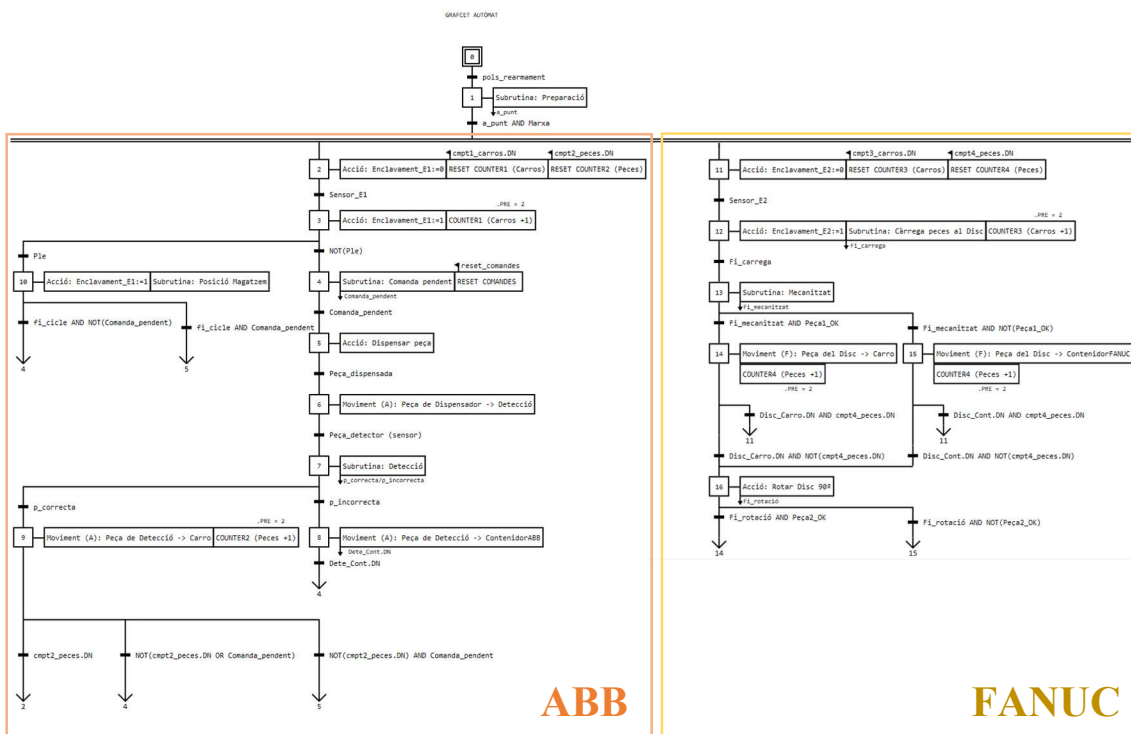 GRAFCET AUTÒMAT
0
pols_rearmament
1
Subrutina: Preparació
a_punt
a_punt AND Marxa
cmpt1_carros.DN
cmpt2_peces.DN
2
Acció: Enclavament_E1:=0
RESET COUNTER1 (Carros)
RESET COUNTER2 (Peces)
Sensor_E1
.PRE = 2
3
Acció: Enclavament_E1:=1
COUNTER1 (Carros +1)
Ple
NOT(Ple)
reset_comandes
10
Acció: Enclavament_E1:=1
Subrutina: Posició Magatzem
4
Subrutina: Comanda pendent
RESET COMANDES
Comanda_pendent
fi_cicle AND NOT(Comanda_pendent)
fi_cicle AND Comanda_pendent
Comanda_pendent
4
5
5
Acció: Dispensar peça
Peça_dispensada
6
Moviment (A): Peça de Dispensador -> Detecció
Peça_detector (sensor)
7
Subrutina: Detecció
p_correcta/p_incorrecta
p_correcta
p_incorrecta
.PRE = 2
9
Moviment (A): Peça de Detecció -> Carro
COUNTER2 (Peces +1)
8
Moviment (A): Peça de Detecció -> ContenidorABB
Dete_Cont.DN
Dete_Cont.DN
4
cmpt2_peces.DN
NOT(cmpt2_peces.DN OR Comanda_pendent)
NOT(cmpt2_peces.DN) AND Comanda_pendent
2
4
5
ABB
cmpt3_carros.DN
cmpt4_peces.DN
11
Acció: Enclavament_E2:=0
RESET COUNTER3 (Carros)
RESET COUNTER4 (Peces)
Sensor_E2
.PRE = 2
12
Acció: Enclavament_E2:=1
Subrutina: Càrrega peces al Disc
COUNTER3 (Carros +1)
Fi_carrega
Fi_carrega
13
Subrutina: Mecanitzat
Fi_mecanitzat
Fi_mecanitzat AND Peça1_OK
Fi_mecanitzat AND NOT(Peça1_OK)
14
Moviment (F): Peça del Disc -> Carro
COUNTER4 (Peces +1)
.PRE = 2
15
Moviment (F): Peça del Disc -> ContenidorFANUC
COUNTER4 (Peces +1)
.PRE = 2
Disc_Carro.DN AND cmpt4_peces.DN
Disc_Cont.DN AND cmpt4_peces.DN
11
11
Disc_Carro.DN AND NOT(cmpt4_peces.DN)
Disc_Cont.DN AND NOT(cmpt4_peces.DN)
16
Acció: Rotar Disc 90º
Fi_rotació
Fi_rotació AND Peça2_OK
Fi_rotació AND NOT(Peça2_OK)
14
15
FANUC